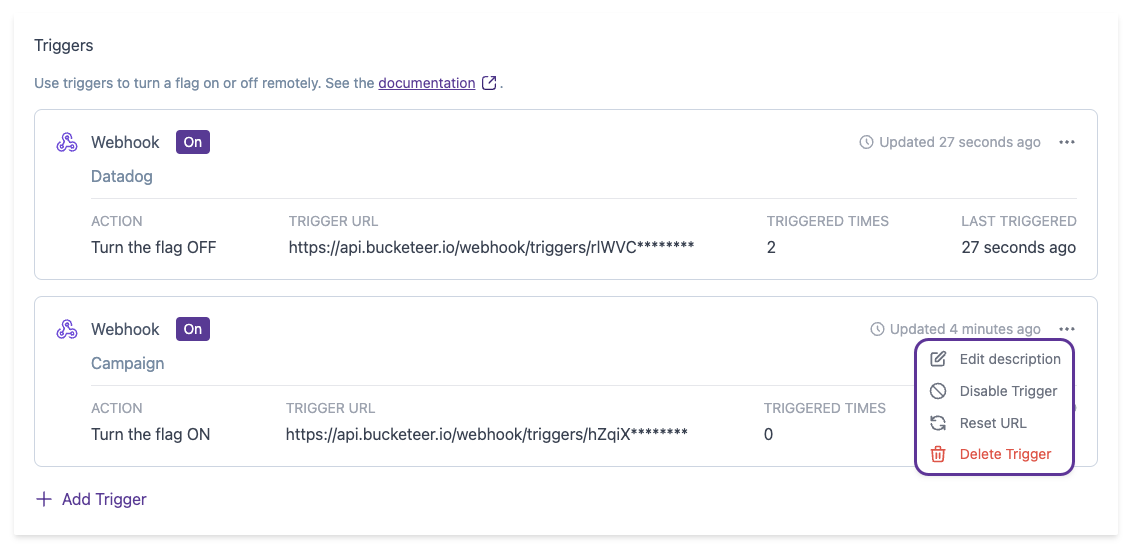 Triggers
Use triggers to turn a flag on or off remotely. See the documentation.
Webhook On Updated 27 seconds ago
Datadog
ACTION TRIGGER URL TRIGGERED TIMES LAST TRIGGERED
Turn the flag OFF https://api.bucketeer.io/webhook/triggers/rlWVC******** 2 27 seconds ago
Webhook On Updated 4 minutes ago
Campaign
Edit description
Disable Trigger
Reset URL
Delete Trigger
ACTION TRIGGER URL TRIGGERED TIMES
Turn the flag ON https://api.bucketeer.io/webhook/triggers/hZqiX******** 0
Add Trigger